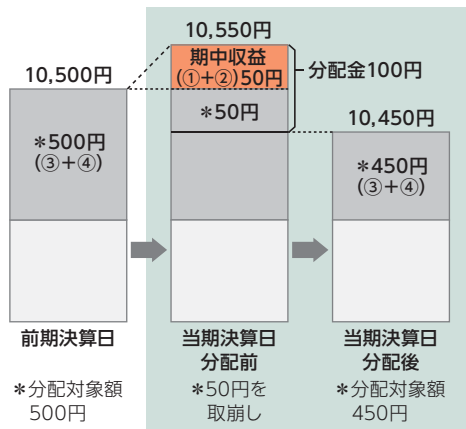 10,550円
期中収益
(①+②)50円
分配金100円
10,500円
＊50円
10,450円
＊500円
(③+④)
＊450円
(③+④)
前期決算日
当期決算日
分配前
当期決算日
分配後
＊分配対象額
500円
＊50円を
取崩し
＊分配対象額
450円